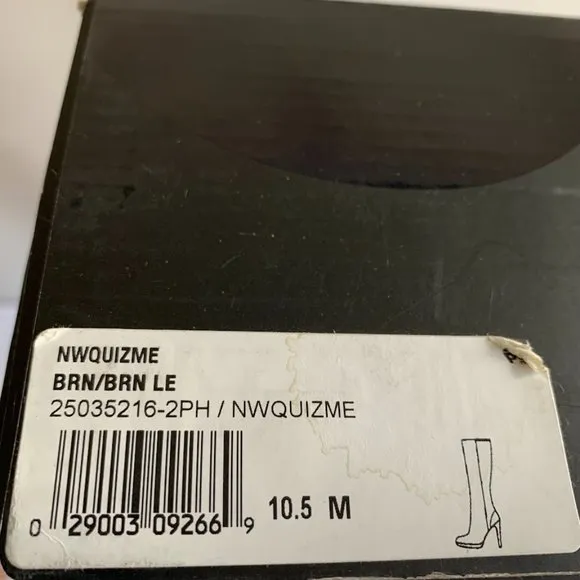 NWQUIZME
BRN/BRN LE
25035216-2PH / NWQUIZME
0 29003 09266 9
10.5 M